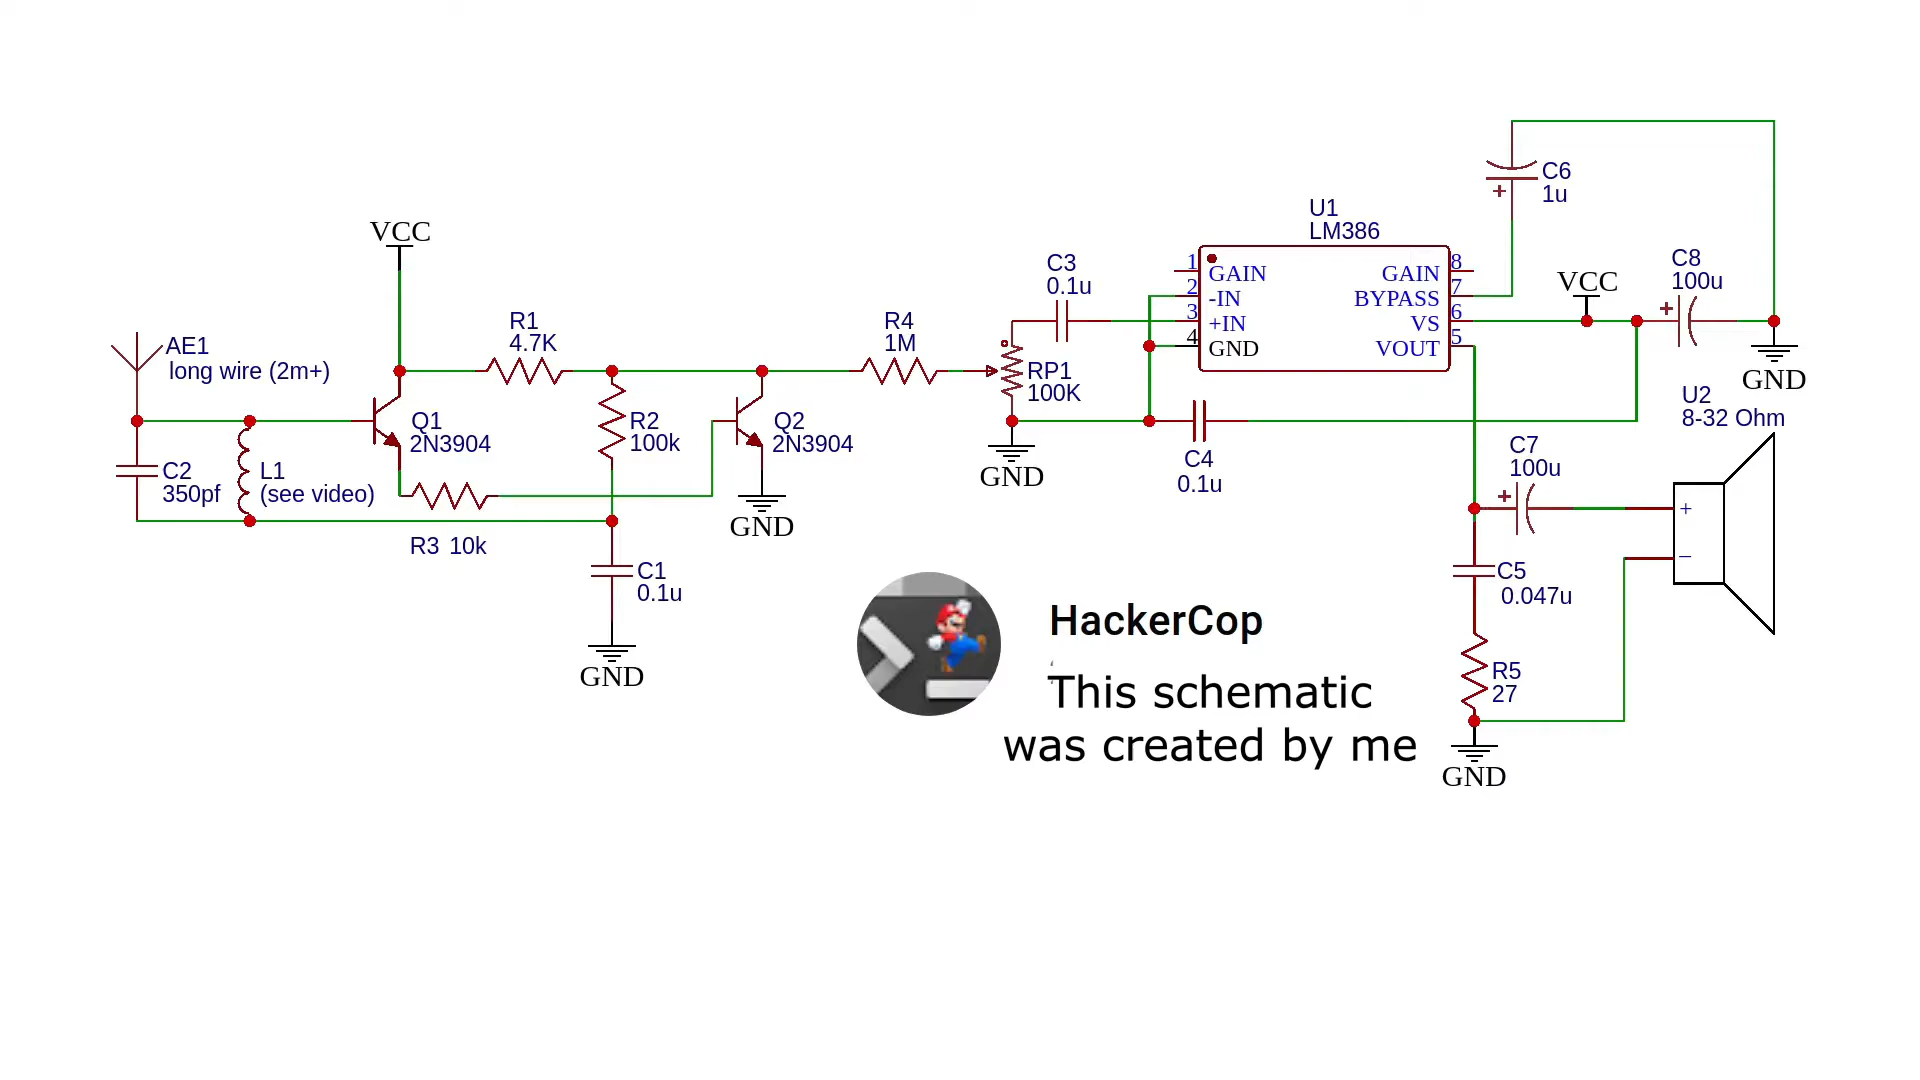 VCC
AE1
long wire (2m+)
C2
350pf
L1
(see video)
Q1
2N3904
R1
4.7K
R2
100k
R3 10k
C1
0.1u
GND
Q2
2N3904
GND
R4
1M
RP1
100K
GND
C3
0.1u
C4
0.1u
U1
LM386
1 GAIN GAIN 8
2 -IN BYPASS 7
3 +IN VS 6
4 GND VOUT 5
+
C6
1u
VCC
+
C8
100u
GND
U2
8-32 Ohm
+
−
+
C7
100u
C5
0.047u
R5
27
GND
HackerCop
This schematic
was created by me